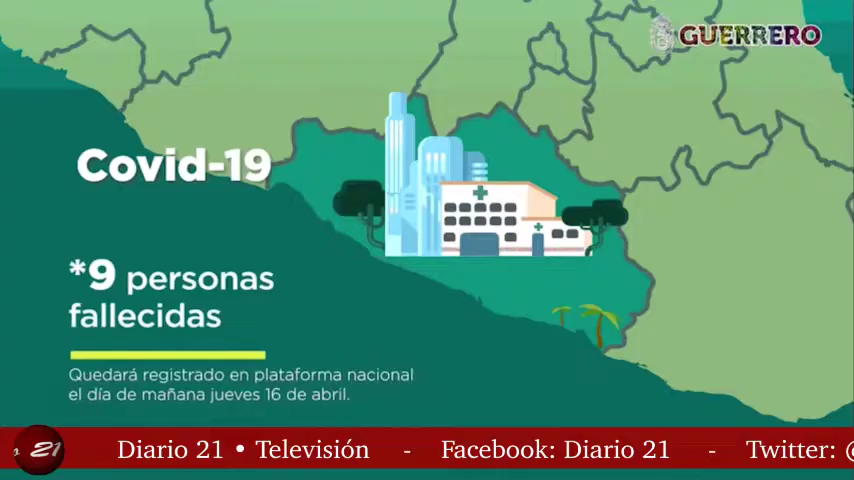 GUERRERO
Covid-19
*9 personas
fallecidas
Quedará registrado en plataforma nacional
el día de mañana jueves 16 de abril.
21 Diario 21 • Televisión - Facebook: Diario 21 - Twitter: @